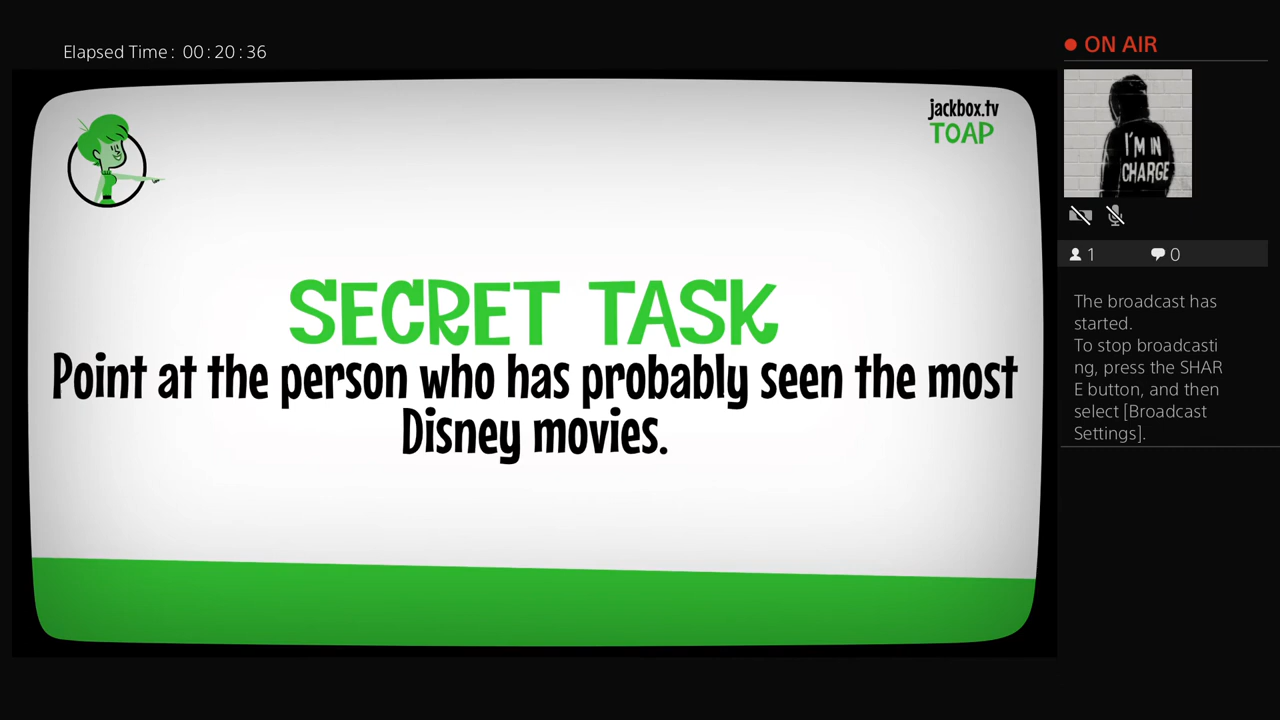 Elapsed Time: 00:20:36
ON AIR
jackbox.tv
TOAP
I'M IN
CHARGE
1
0
SECRET TASK
Point at the person who has probably seen the most
Disney movies.
The broadcast has
started.
To stop broadcasti
ng, press the SHAR
E button, and then
select [Broadcast
Settings].